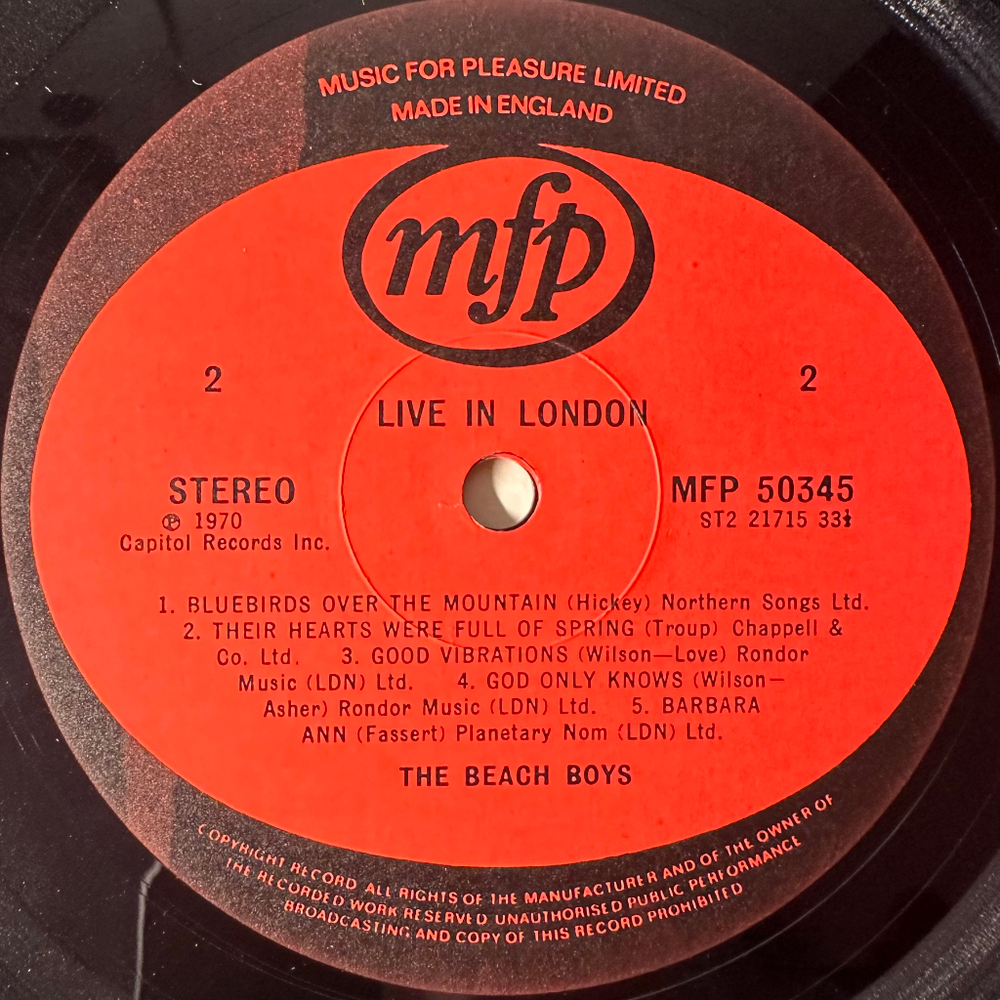 MUSIC FOR PLEASURE LIMITED
MADE IN ENGLAND
mfp
2 2
LIVE IN LONDON
STEREO MFP 50345
℗ 1970 ST2 21715 33⅓
Capitol Records Inc.
1. BLUEBIRDS OVER THE MOUNTAIN (Hickey) Northern Songs Ltd.
2. THEIR HEARTS WERE FULL OF SPRING (Troup) Chappell &
Co. Ltd. 3. GOOD VIBRATIONS (Wilson—Love) Rondor
Music (LDN) Ltd. 4. GOD ONLY KNOWS (Wilson—
Asher) Rondor Music (LDN) Ltd. 5. BARBARA
ANN (Fassert) Planetary Nom (LDN) Ltd.
THE BEACH BOYS
COPYRIGHT RECORD ALL RIGHTS OF THE MANUFACTURER AND OF THE OWNER OF
THE RECORDED WORK RESERVED UNAUTHORISED PUBLIC PERFORMANCE
BROADCASTING AND COPY OF THIS RECORD PROHIBITED